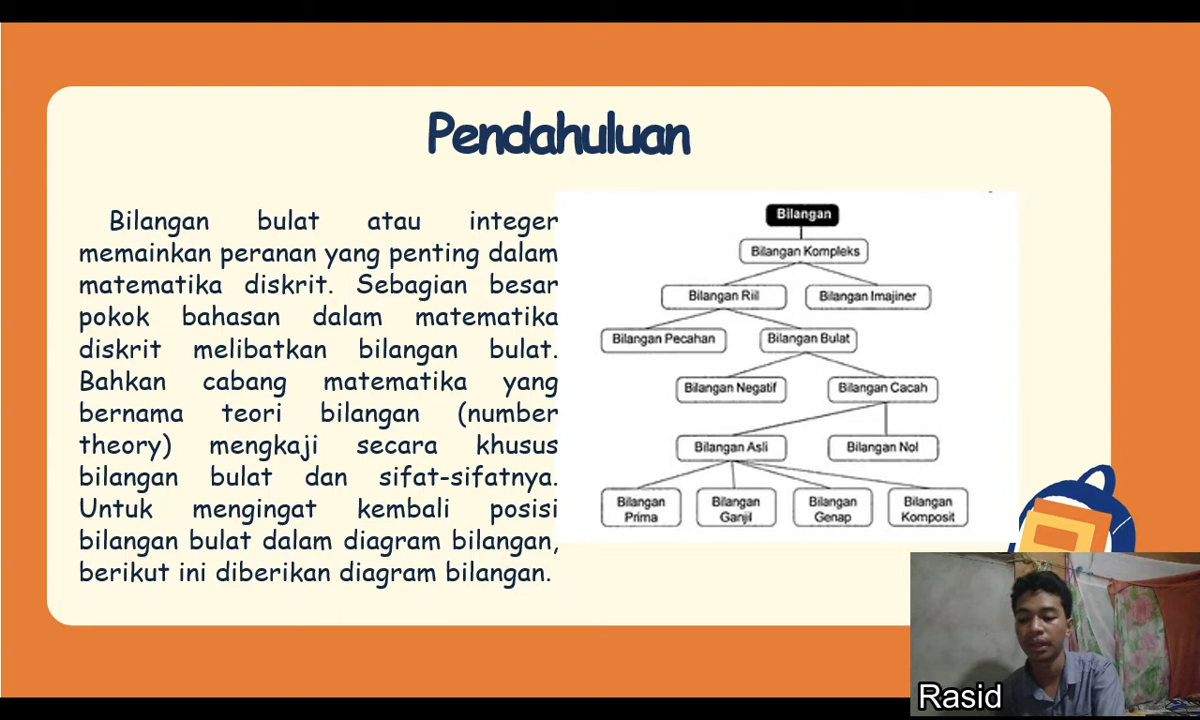 Pendahuluan
Bilangan bulat atau integer
memainkan peranan yang penting dalam
matematika diskrit. Sebagian besar
pokok bahasan dalam matematika
diskrit melibatkan bilangan bulat.
Bahkan cabang matematika yang
bernama teori bilangan (number
theory) mengkaji secara khusus
bilangan bulat dan sifat-sifatnya.
Untuk mengingat kembali posisi
bilangan bulat dalam diagram bilangan,
berikut ini diberikan diagram bilangan.
Bilangan
Bilangan Kompleks
Bilangan Riil
Bilangan Imajiner
Bilangan Pecahan
Bilangan Bulat
Bilangan Negatif
Bilangan Cacah
Bilangan Asli
Bilangan Nol
Bilangan
Prima
Bilangan
Ganjil
Bilangan
Genap
Bilangan
Komposit
Rasid